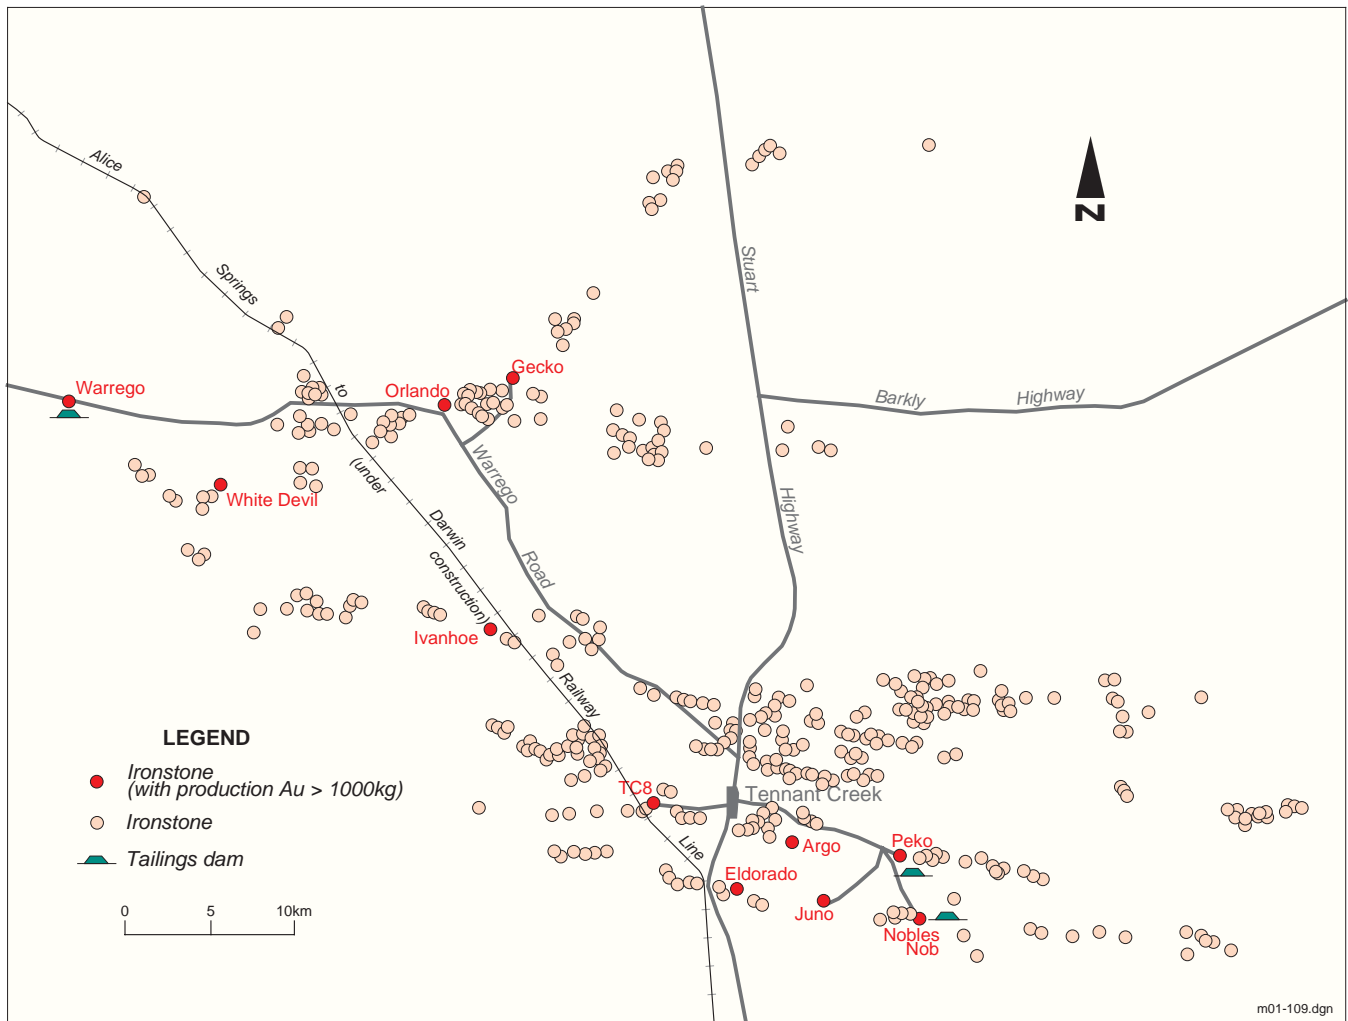 Alice
Springs
to
(under
Darwin
construction)
Railway
Line
Stuart
Highway
Barkly
Highway
N
Warrego
Orlando
Gecko
Warrego
Road
White Devil
Ivanhoe
TC8
Tennant Creek
Argo
Peko
Eldorado
Juno
Nobles
Nob
LEGEND
Ironstone
(with production Au > 1000kg)
Ironstone
Tailings dam
0 5 10km
m01-109.dgn